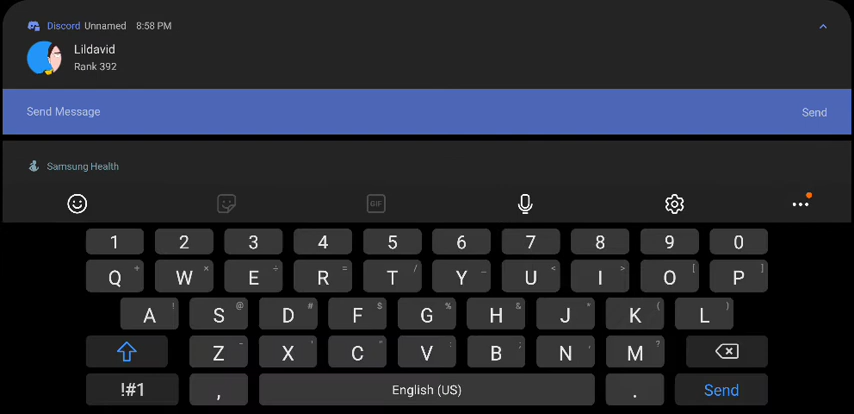 Discord Unnamed 8:58 PM
Lildavid
Rank 392
Send Message Send
Samsung Health
GIF
1 2 3 4 5 6 7 8 9 0
Q + W × E ÷ R = T / Y _ U < I > O [ P ]
A ! S @ D # F $ G % H & J * K ( L )
Z - X ' C " V : B ; N , M ?
!#1 , English (US) . Send